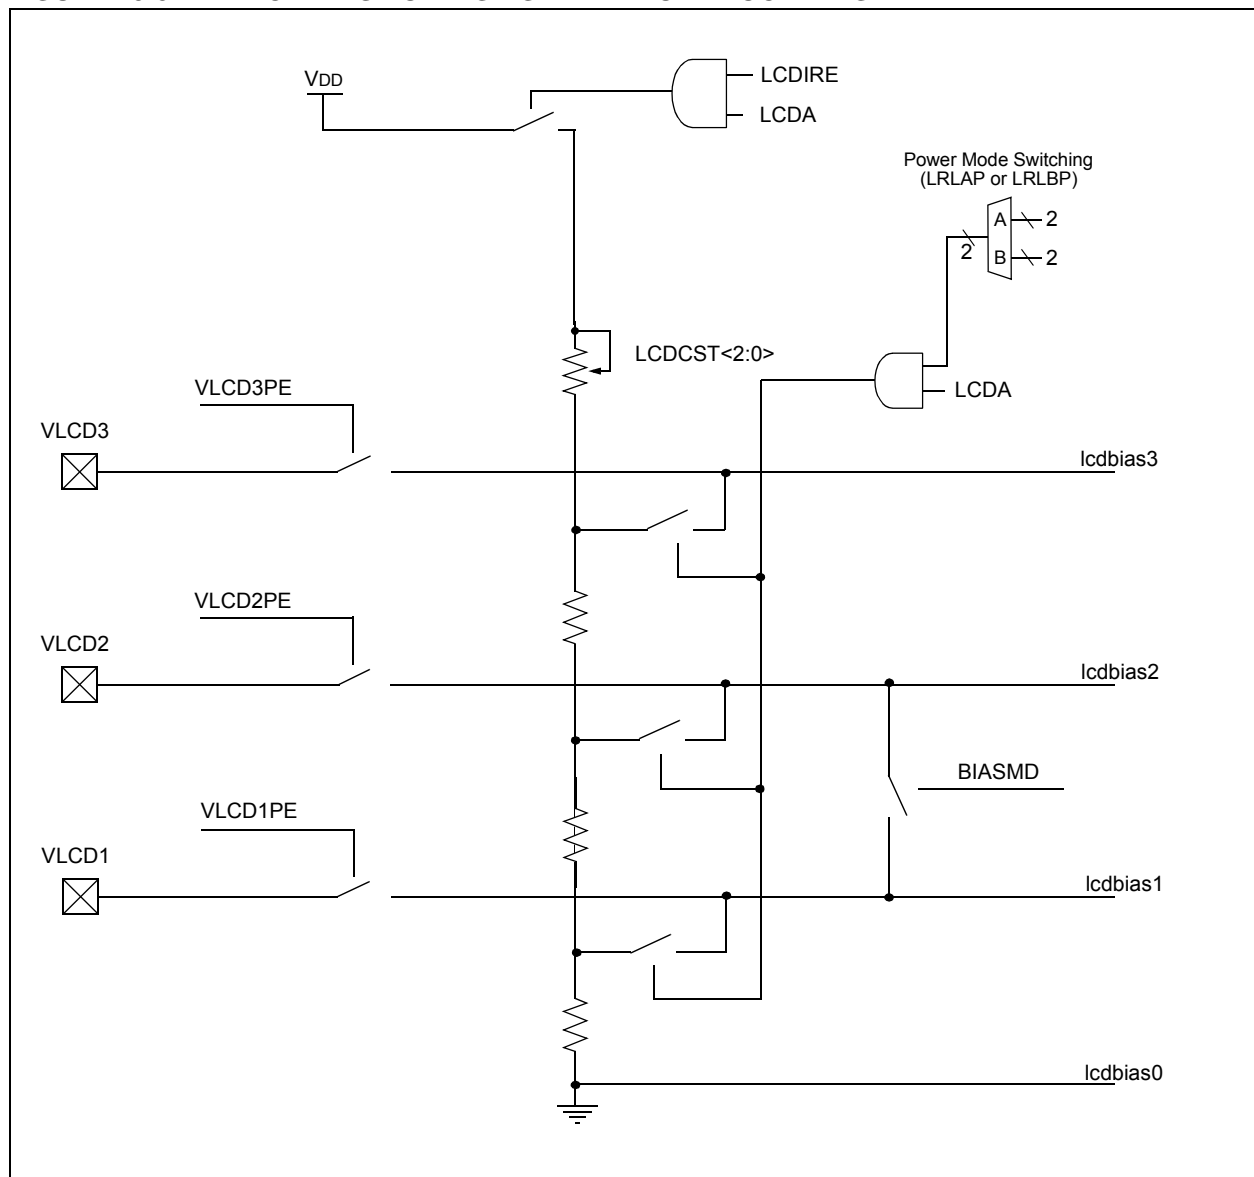 VDD
LCDIRE
LCDA
Power Mode Switching
(LRLAP or LRLBP)
A
2
2
B
2
LCDCST<2:0>
LCDA
VLCD3PE
VLCD3
lcdbias3
VLCD2PE
VLCD2
lcdbias2
BIASMD
VLCD1PE
VLCD1
lcdbias1
lcdbias0